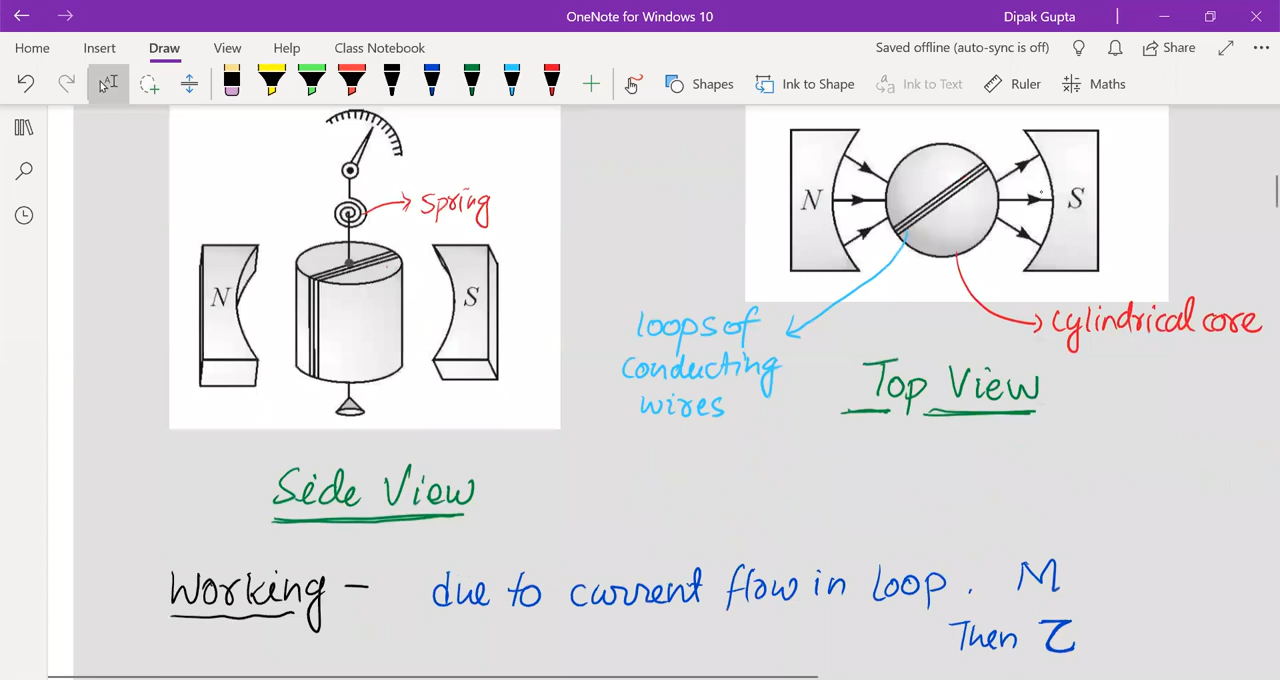 OneNote for Windows 10
Dipak Gupta
Home Insert Draw View Help Class Notebook
Saved offline (auto-sync is off)
Share
Shapes
Ink to Shape
Ink to Text
Ruler
Maths
spring
N
S
N
S
loops of
conducting
wires
cylindrical core
Top View
Side View
Working – due to current flow in loop. M
Then τ